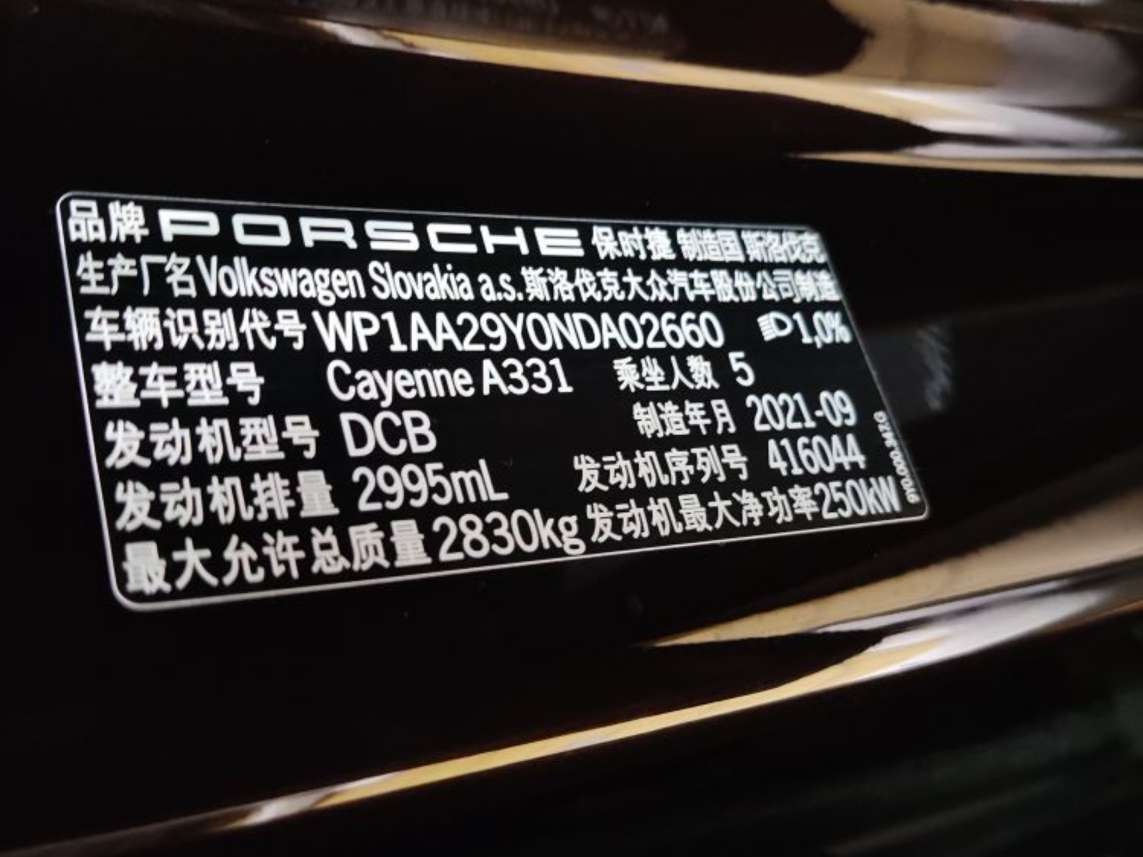 品牌 PORSCHE 保时捷 制造国 斯洛伐克
生产厂名 Volkswagen Slovakia a.s. 斯洛伐克大众汽车股份公司制造
车辆识别代号 WP1AA29Y0NDA02660 1,0%
整车型号 Cayenne A331 乘坐人数 5
发动机型号 DCB 制造年月 2021-09
发动机排量 2995mL 发动机序列号 416044
最大允许总质量 2830kg 发动机最大净功率 250kW